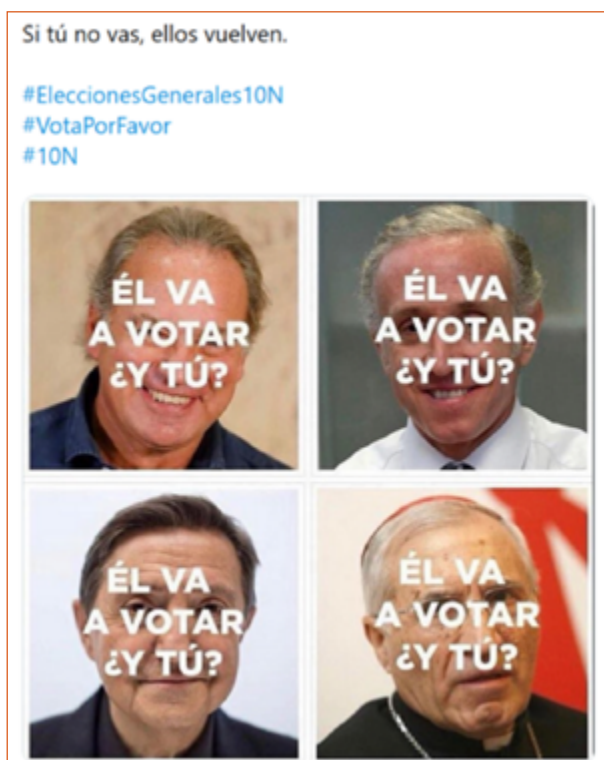 Si tú no vas, ellos vuelven.
#EleccionesGenerales10N
#VotaPorFavor
#10N
ÉL VA
A VOTAR
¿Y TÚ?
ÉL VA
A VOTAR
¿Y TÚ?
ÉL VA
A VOTAR
¿Y TÚ?
ÉL VA
A VOTAR
¿Y TÚ?